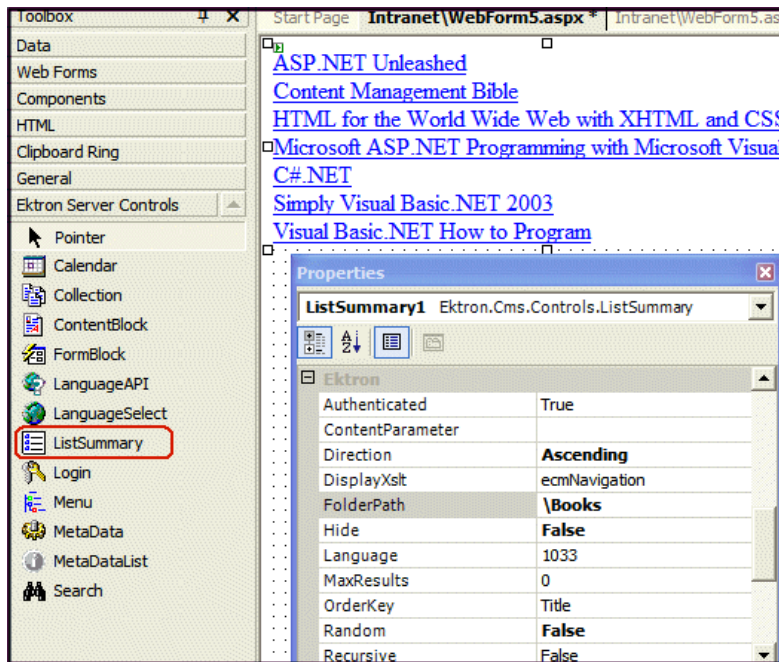 Toolbox
Data
Web Forms
Components
HTML
Clipboard Ring
General
Ektron Server Controls
Pointer
Calendar
Collection
ContentBlock
FormBlock
LanguageAPI
LanguageSelect
ListSummary
Login
Menu
MetaData
MetaDataList
Search
Start Page Intranet\WebForm5.aspx * Intranet\WebForm5.as
ASP.NET Unleashed
Content Management Bible
HTML for the World Wide Web with XHTML and CSS
Microsoft ASP.NET Programming with Microsoft Visual
C#.NET
Simply Visual Basic.NET 2003
Visual Basic.NET How to Program
Properties
ListSummary1 Ektron.Cms.Controls.ListSummary
Ektron
Authenticated True
ContentParameter
Direction Ascending
DisplayXslt ecmNavigation
FolderPath \Books
Hide False
Language 1033
MaxResults 0
OrderKey Title
Random False
Recursive False